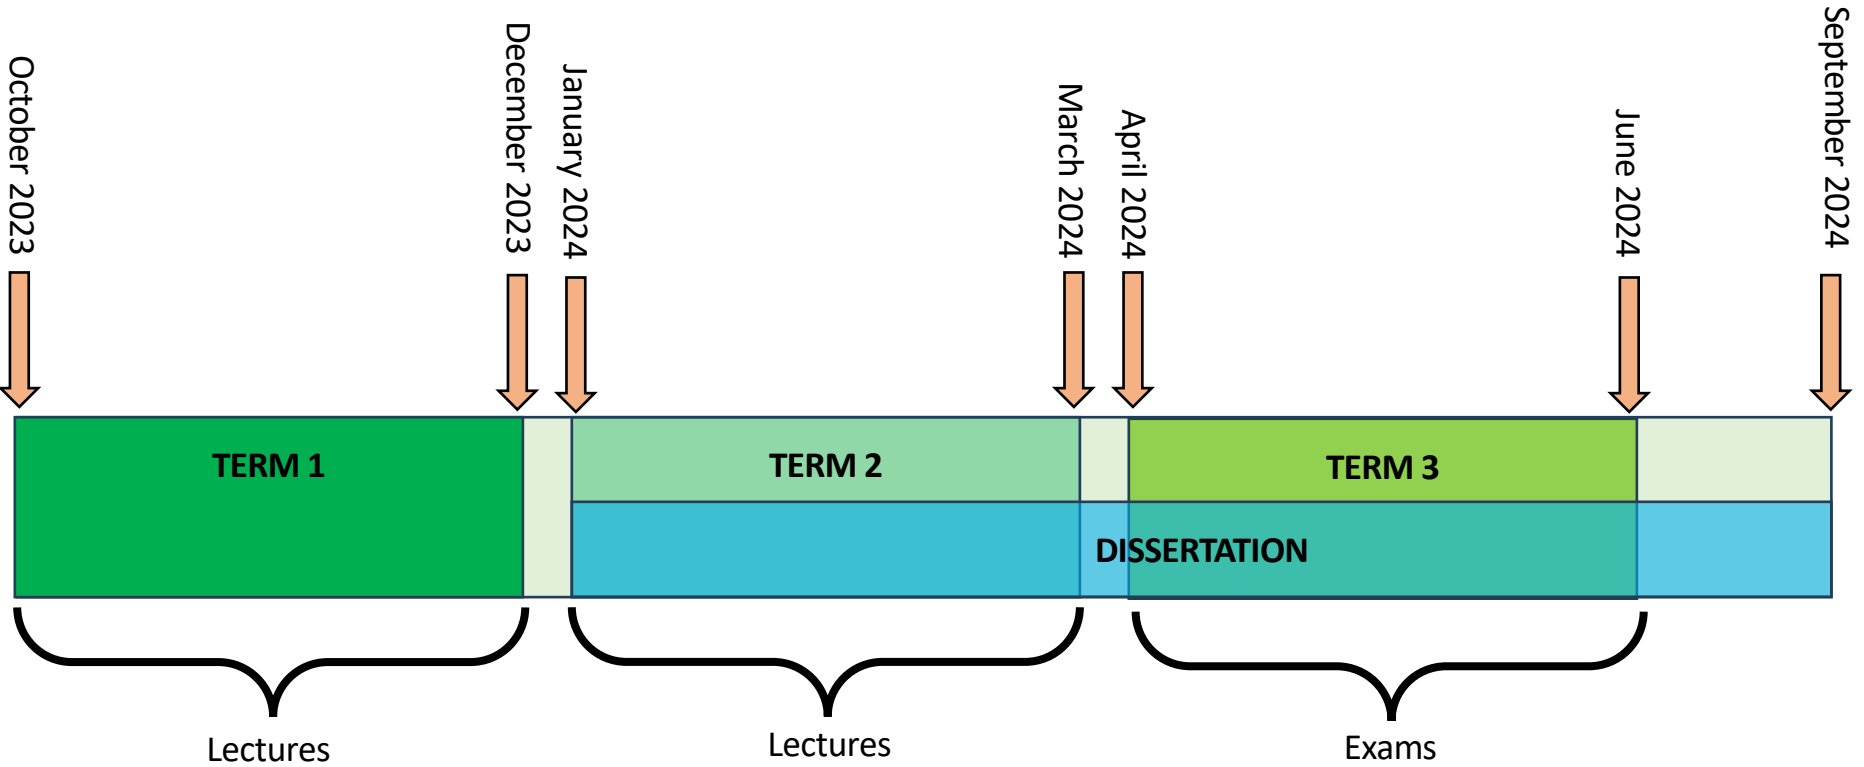 October 2023
December 2023
January 2024
March 2024
April 2024
June 2024
September 2024
TERM 1
TERM 2
TERM 3
DISSERTATION
Lectures
Lectures
Exams